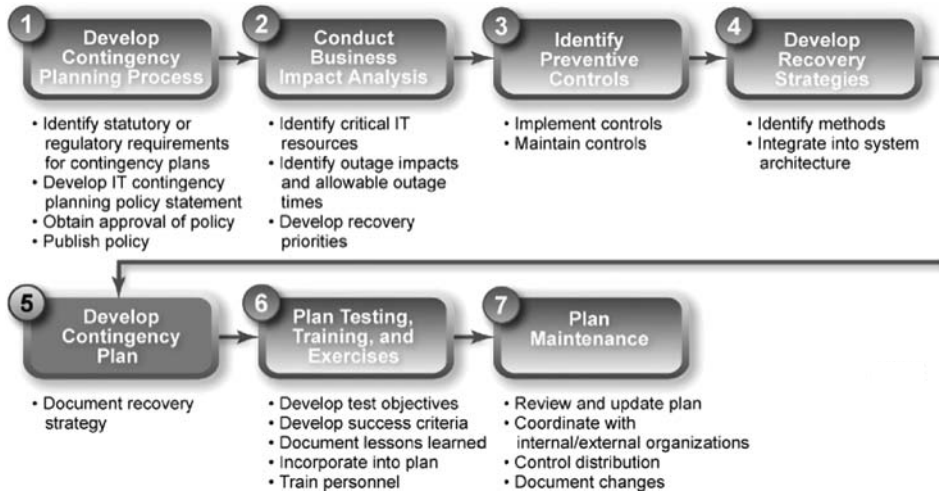 1
Develop
Contingency
Planning Process
• Identify statutory or
regulatory requirements
for contingency plans
• Develop IT contingency
planning policy statement
• Obtain approval of policy
• Publish policy
2
Conduct
Business
Impact Analysis
• Identify critical IT
resources
• Identify outage impacts
and allowable outage
times
• Develop recovery
priorities
3
Identify
Preventive
Controls
• Implement controls
• Maintain controls
4
Develop
Recovery
Strategies
• Identify methods
• Integrate into system
architecture
5
Develop
Contingency
Plan
• Document recovery
strategy
6
Plan Testing,
Training, and
Exercises
• Develop test objectives
• Develop success criteria
• Document lessons learned
• Incorporate into plan
• Train personnel
7
Plan
Maintenance
• Review and update plan
• Coordinate with
internal/external organizations
• Control distribution
• Document changes